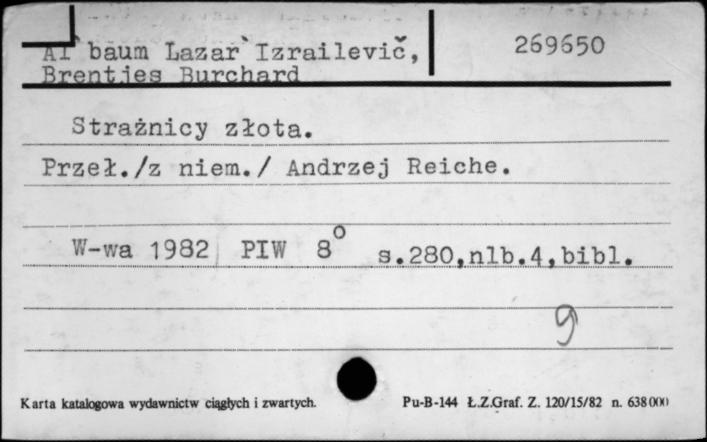 Al'baum Lazar' Izrailevič,
Brentjes Burchard
269650
Strażnicy złota.
Przeł./z niem./ Andrzej Reiche.
W-wa 1982 PIW 8° s.280,nlb.4,bibl.
9
Karta katalogowa wydawnictw ciągłych i zwartych. Pu-B-144 Ł.Z.Graf. Z. 120/15/82 n. 638000